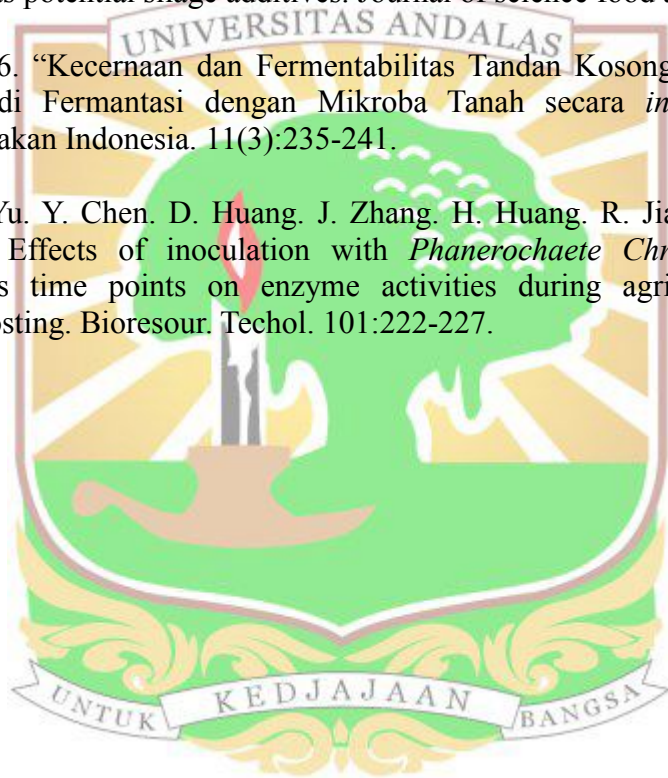 s potential silage additives. Journal of science food
UNIVERSITAS ANDALAS
6. “Kecernaan dan Fermentabilitas Tandan Kosong
di Fermantasi dengan Mikroba Tanah secara in
akan Indonesia. 11(3):235-241.
Yu. Y. Chen. D. Huang. J. Zhang. H. Huang. R. Jia
Effects of inoculation with Phanerochaete Chr
s time points on enzyme activities during agri
osting. Bioresour. Techol. 101:222-227.
UNTUK KEDJAJAAN BANGSA